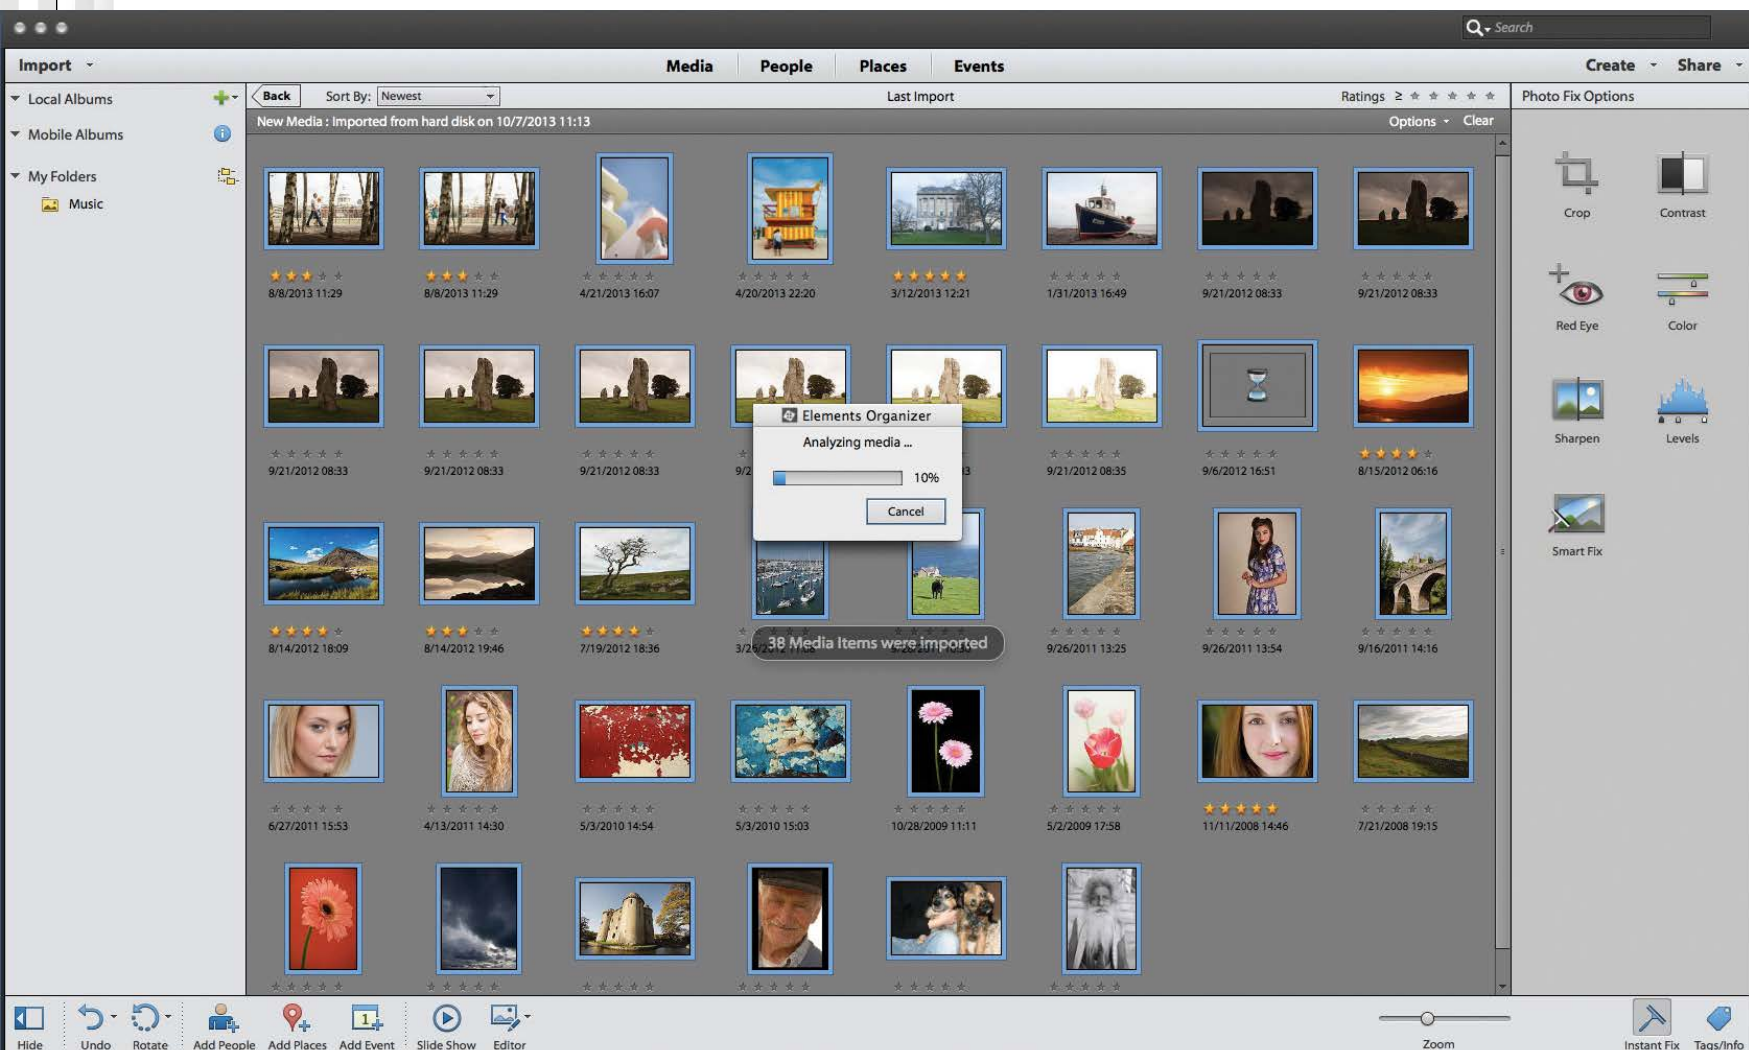 Search
Import
Media People Places Events
Create Share
Local Albums
Mobile Albums
My Folders
Music
Back Sort By: Newest Last Import Ratings ≥
New Media : Imported from hard disk on 10/7/2013 11:13 Options Clear
8/8/2013 11:29 8/8/2013 11:29 4/21/2013 16:07 4/20/2013 22:20 3/12/2013 12:21 1/31/2013 16:49 9/21/2012 08:33 9/21/2012 08:33
9/21/2012 08:33 9/21/2012 08:33 9/21/2012 08:33 9/21/2012 08:35 9/6/2012 16:51 8/15/2012 06:16
Elements Organizer
Analyzing media ...
10%
Cancel
8/14/2012 18:09 8/14/2012 19:46 7/19/2012 18:36 9/26/2011 13:25 9/26/2011 13:54 9/16/2011 14:16
38 Media Items were imported
6/27/2011 15:53 4/13/2011 14:30 5/3/2010 14:54 5/3/2010 15:03 10/28/2009 11:11 5/2/2009 17:58 11/11/2008 14:46 7/21/2008 19:15
Photo Fix Options
Crop Contrast
Red Eye Color
Sharpen Levels
Smart Fix
Hide Undo Rotate Add People Add Places Add Event Slide Show Editor Zoom Instant Fix Tags/Info